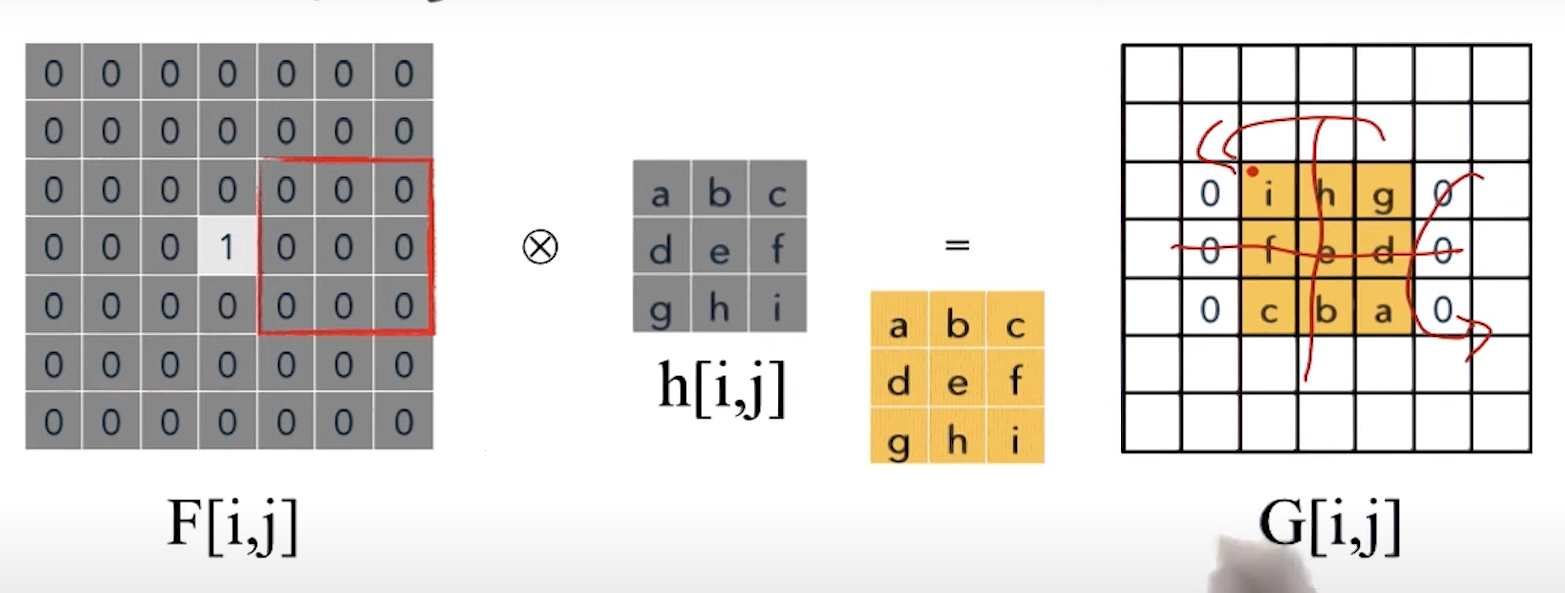 0 0 0 0 0 0 0
0 0 0 0 0 0 0
0 0 0 0 0 0 0
0 0 0 1 0 0 0
0 0 0 0 0 0 0
0 0 0 0 0 0 0
0 0 0 0 0 0 0
F[i,j]
⊗
a b c
d e f
g h i
h[i,j]
=
a b c
d e f
g h i
0 i h g 0
0 f e d 0
0 c b a 0
G[i,j]